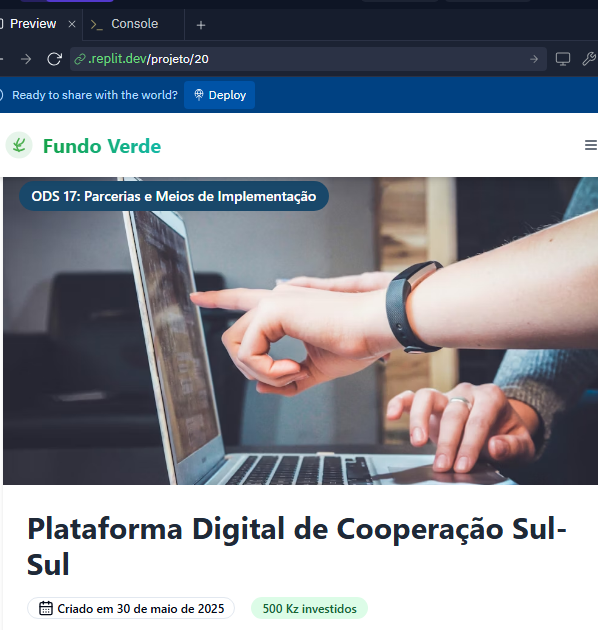 Preview
Console
.replit.dev/projeto/20
Ready to share with the world?
Deploy
Fundo Verde
ODS 17: Parcerias e Meios de Implementação
Plataforma Digital de Cooperação Sul-
Sul
Criado em 30 de maio de 2025
500 Kz investidos